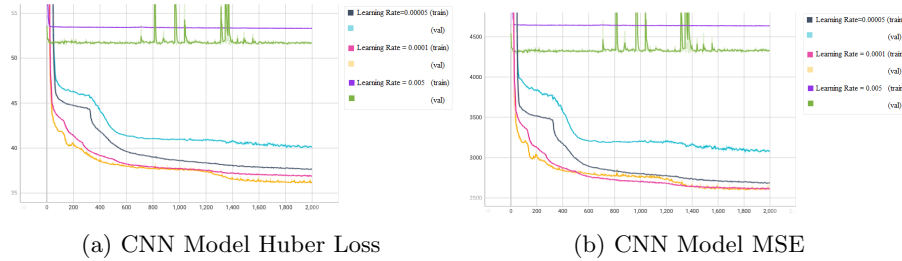 55
50
45
40
35
0
200
400
600
800
1,000
1,200
1,400
1,600
1,800
2,000
Learning Rate=0.00005 (train)
(val)
Learning Rate = 0.0001 (train)
(val)
Learning Rate = 0.005 (train)
(val)
(a) CNN Model Huber Loss
4500
4000
3500
3000
2500
0
200
400
600
800
1,000
1,200
1,400
1,600
1,800
2,000
Learning Rate=0.00005 (train)
(val)
Learning Rate = 0.0001 (train)
(val)
Learning Rate = 0.005 (train)
(val)
(b) CNN Model MSE